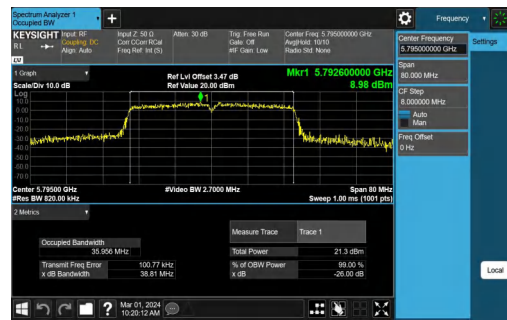 Spectrum Analyzer 1
Occupied BW
+
Frequency
KEYSIGHT
R L
Input: RF
Coupling: DC
Align: Auto
Input Z: 50 Ω
Corr CCorr RCal
Freq Ref: Int (S)
Atten: 30 dB
Trig: Free Run
Gate: Off
#IF Gain: Low
Center Freq: 5.795000000 GHz
Avg|Hold: 10/10
Radio Std: None
LV
Center Frequency
5.795000000 GHz
Settings
Span
80.000 MHz
CF Step
8.000000 MHz
Auto
Man
Freq Offset
0 Hz
Local
1 Graph
Scale/Div 10.0 dB
Ref Lvl Offset 3.47 dB
Ref Value 20.00 dBm
Mkr1 5.792600000 GHz
8.98 dBm
Log
10.0
0.00
-10.0
-20.0
-30.0
-40.0
-50.0
-60.0
-70.0
1
Center 5.79500 GHz
#Res BW 820.00 kHz
#Video BW 2.7000 MHz
Span 80 MHz
Sweep 1.00 ms (1001 pts)
2 Metrics
Measure Trace
Trace 1
Occupied Bandwidth
35.956 MHz
Total Power
21.3 dBm
Transmit Freq Error
100.77 kHz
% of OBW Power
99.00 %
x dB Bandwidth
38.81 MHz
x dB
-26.00 dB
?
Mar 01, 2024
10:20:12 AM